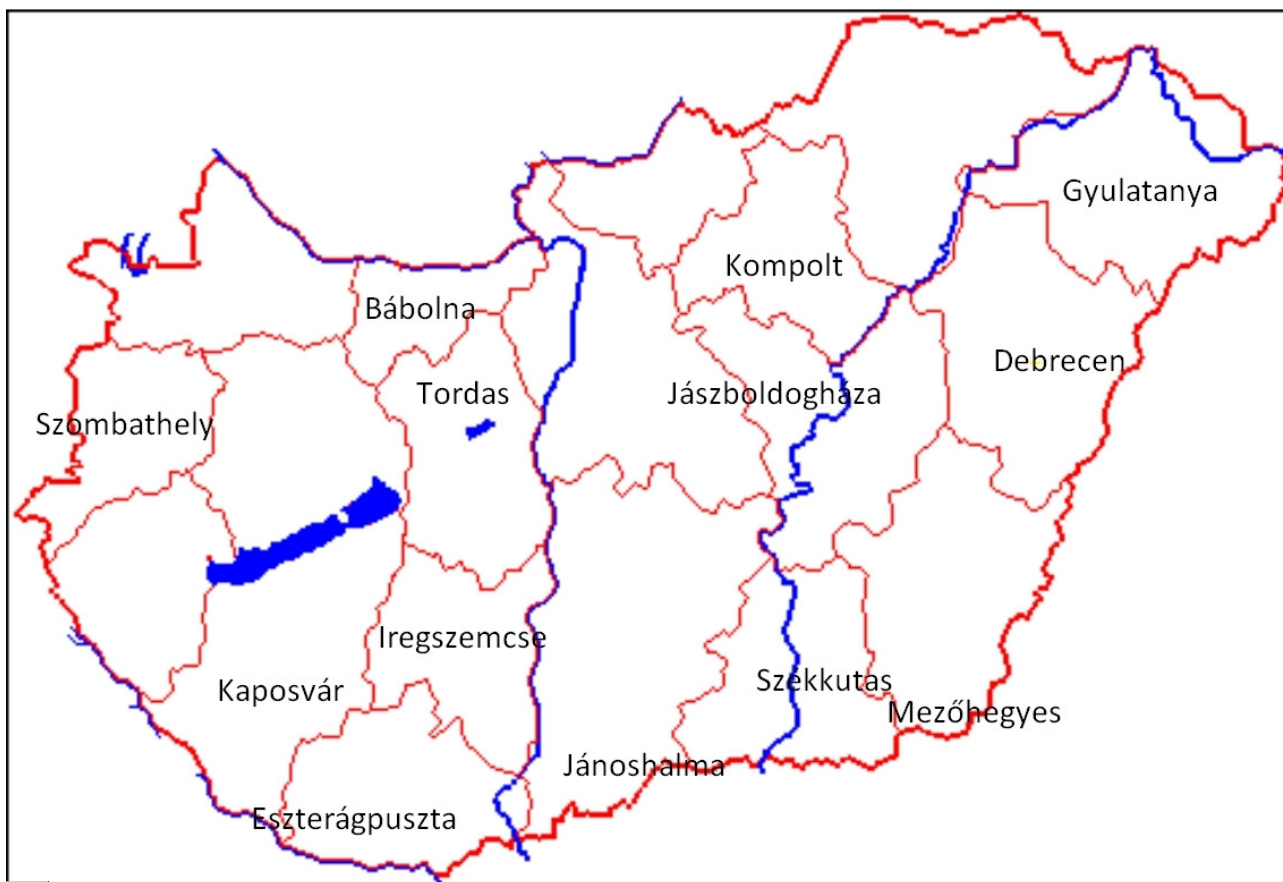 Gyulatanya
Kompolt
Bábolna
Debrecen
Tordas
Jászboldogháza
Szombathely
Iregszemcse
Székkutas
Kaposvár
Mezőhegyes
Jánoshalma
Eszterágpuszta